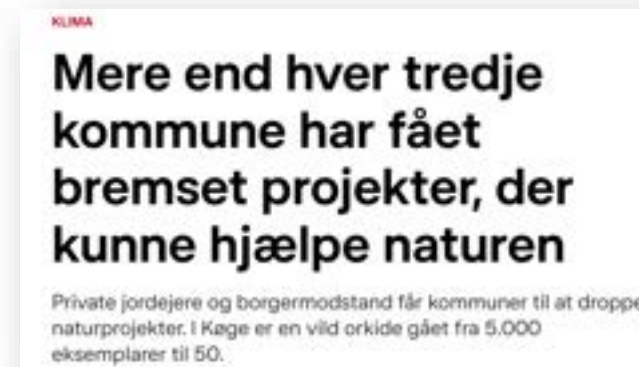 KLIMA
Mere end hver tredje
kommune har fået
bremset projekter, der
kunne hjælpe naturen
Private jordejere og borgermodstand får kommuner til at droppe
naturprojekter. I Køge er en vild orkide gået fra 5.000
eksemplarer til 50.